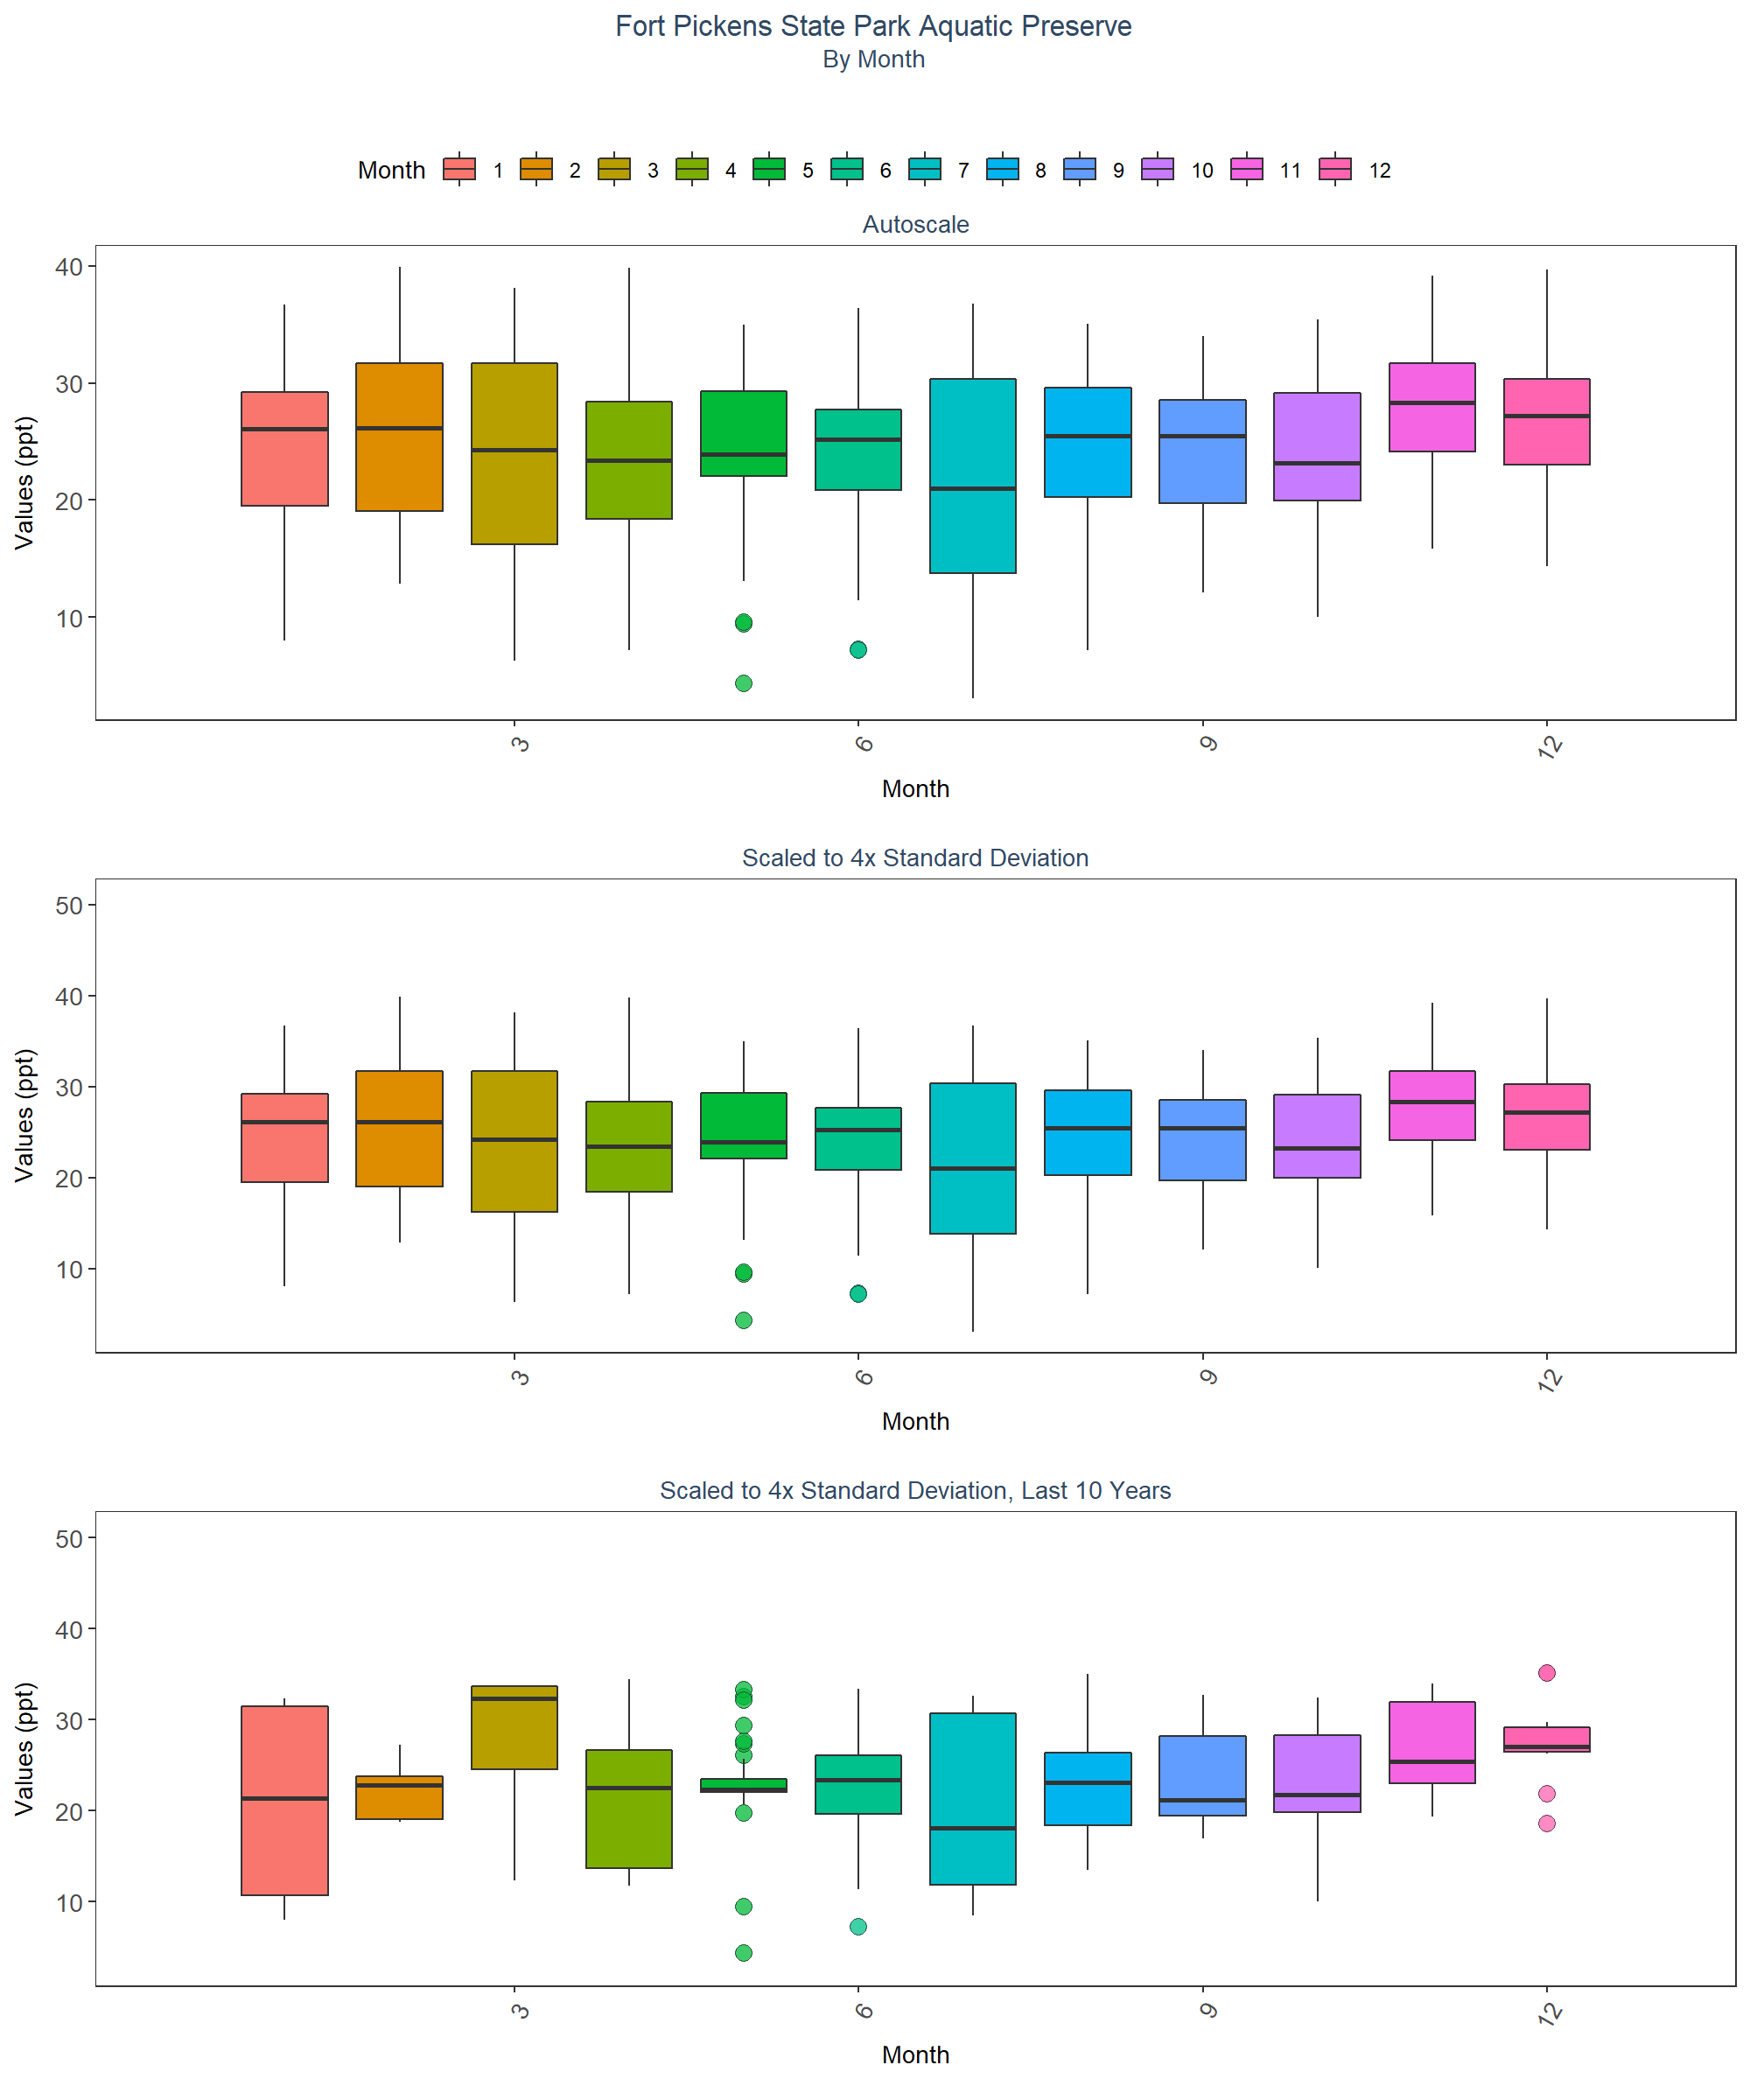 Fort Pickens State Park Aquatic Preserve
By Month
Month 1 2 3 4 5 6 7 8 9 10 11 12
Autoscale
Values (ppt)
40
30
20
10
3 6 9 12
Month
Scaled to 4x Standard Deviation
Values (ppt)
50
40
30
20
10
3 6 9 12
Month
Scaled to 4x Standard Deviation, Last 10 Years
Values (ppt)
50
40
30
20
10
3 6 9 12
Month